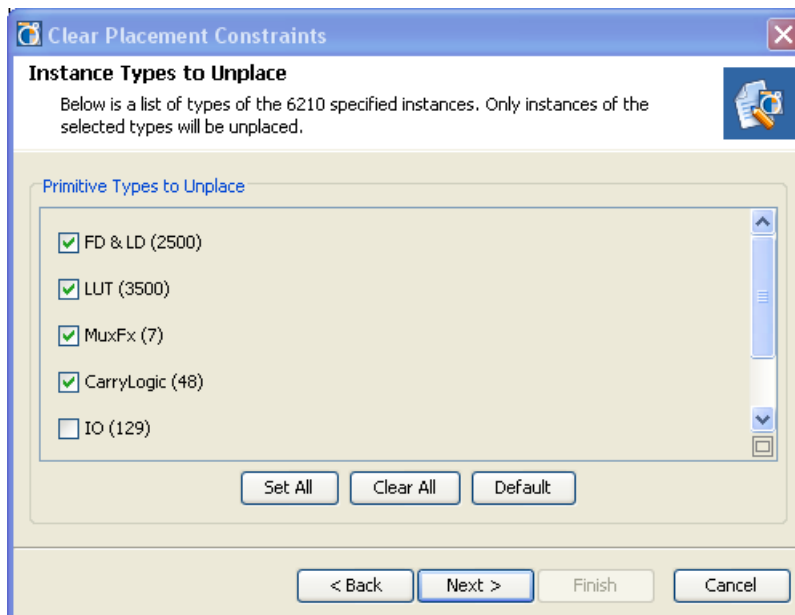 Clear Placement Constraints
Instance Types to Unplace
Below is a list of types of the 6210 specified instances. Only instances of the
selected types will be unplaced.
Primitive Types to Unplace
FD & LD (2500)
LUT (3500)
MuxFx (7)
CarryLogic (48)
IO (129)
Set All
Clear All
Default
< Back
Next >
Finish
Cancel